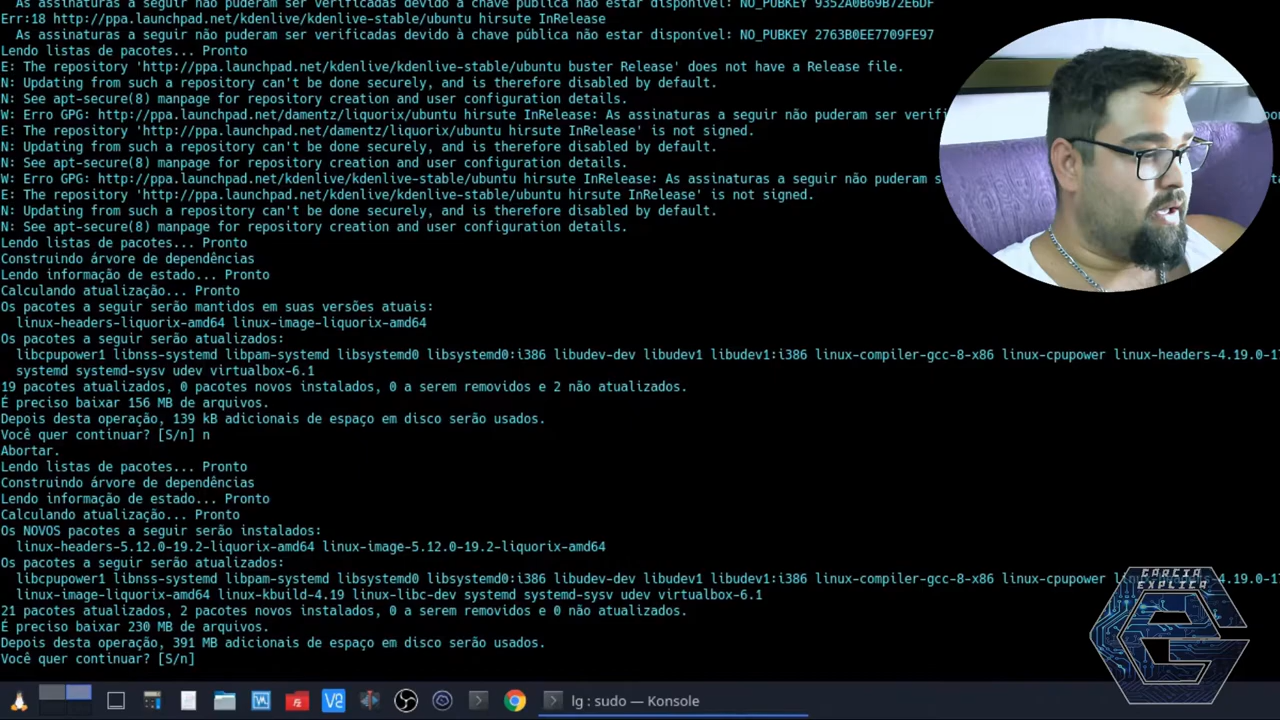 As assinaturas a seguir não puderam ser verificadas devido à chave pública não estar disponível: NO_PUBKEY 9352A0B69B72E6DF
Err:18 http://ppa.launchpad.net/kdenlive/kdenlive-stable/ubuntu hirsute InRelease
As assinaturas a seguir não puderam ser verificadas devido à chave pública não estar disponível: NO_PUBKEY 2763B0EE7709FE97
Lendo listas de pacotes... Pronto
E: The repository 'http://ppa.launchpad.net/kdenlive/kdenlive-stable/ubuntu buster Release' does not have a Release file.
N: Updating from such a repository can't be done securely, and is therefore disabled by default.
N: See apt-secure(8) manpage for repository creation and user configuration details.
W: Erro GPG: http://ppa.launchpad.net/damentz/liquorix/ubuntu hirsute InRelease: As assinaturas a seguir não puderam ser verifi
E: The repository 'http://ppa.launchpad.net/damentz/liquorix/ubuntu hirsute InRelease' is not signed.
N: Updating from such a repository can't be done securely, and is therefore disabled by default.
N: See apt-secure(8) manpage for repository creation and user configuration details.
W: Erro GPG: http://ppa.launchpad.net/kdenlive/kdenlive-stable/ubuntu hirsute InRelease: As assinaturas a seguir não puderam s
E: The repository 'http://ppa.launchpad.net/kdenlive/kdenlive-stable/ubuntu hirsute InRelease' is not signed.
N: Updating from such a repository can't be done securely, and is therefore disabled by default.
N: See apt-secure(8) manpage for repository creation and user configuration details.
Lendo listas de pacotes... Pronto
Construindo árvore de dependências
Lendo informação de estado... Pronto
Calculando atualização... Pronto
Os pacotes a seguir serão mantidos em suas versões atuais:
linux-headers-liquorix-amd64 linux-image-liquorix-amd64
Os pacotes a seguir serão atualizados:
libcpupower1 libnss-systemd libpam-systemd libsystemd0 libsystemd0:i386 libudev-dev libudev1 libudev1:i386 linux-compiler-gcc-8-x86 linux-cpupower linux-headers-4.19.0-17
systemd systemd-sysv udev virtualbox-6.1
19 pacotes atualizados, 0 pacotes novos instalados, 0 a serem removidos e 2 não atualizados.
É preciso baixar 156 MB de arquivos.
Depois desta operação, 139 kB adicionais de espaço em disco serão usados.
Você quer continuar? [S/n] n
Abortar.
Lendo listas de pacotes... Pronto
Construindo árvore de dependências
Lendo informação de estado... Pronto
Calculando atualização... Pronto
Os NOVOS pacotes a seguir serão instalados:
linux-headers-5.12.0-19.2-liquorix-amd64 linux-image-5.12.0-19.2-liquorix-amd64
Os pacotes a seguir serão atualizados:
libcpupower1 libnss-systemd libpam-systemd libsystemd0 libsystemd0:i386 libudev-dev libudev1 libudev1:i386 linux-compiler-gcc-8-x86 linux-cpupower
linux-image-liquorix-amd64 linux-kbuild-4.19 linux-libc-dev systemd systemd-sysv udev virtualbox-6.1
21 pacotes atualizados, 2 pacotes novos instalados, 0 a serem removidos e 0 não atualizados.
É preciso baixar 230 MB de arquivos.
Depois desta operação, 391 MB adicionais de espaço em disco serão usados.
Você quer continuar? [S/n]
GARCIA
EXPLICA
lg : sudo — Konsole